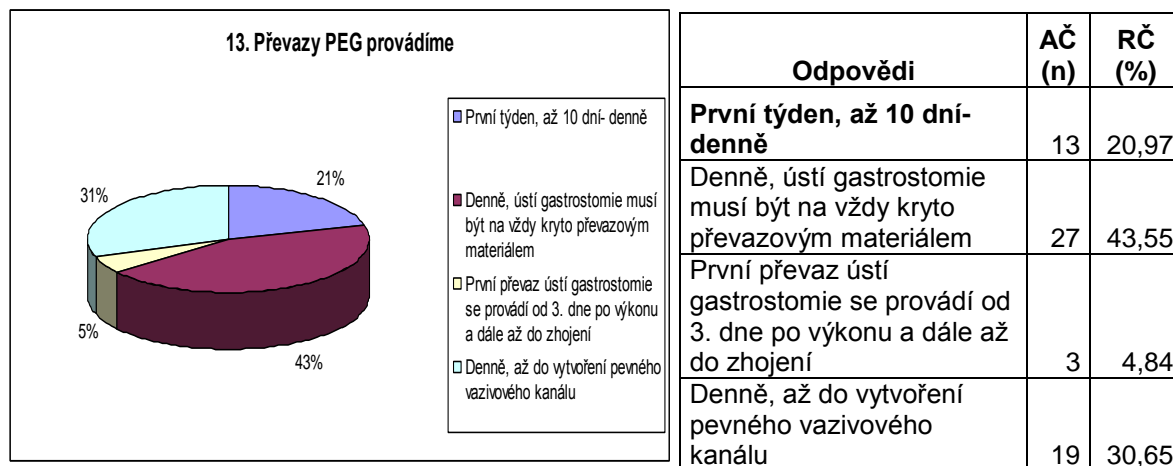 13. Převazy PEG provádíme
21%
31%
5%
43%
První týden, až 10 dní- denně
Denně, ústí gastrostomie musí
být na vždy kryto převazovým
materiálem
První převaz ústí gastrostomie
se provádí od 3. dne po výkonu
a dále až do zhojení
Denně, až do vytvoření pevného
vazivového kanálu
Odpovědi AČ (n) RČ (%)
První týden, až 10 dní-
denně 13 20,97
Denně, ústí gastrostomie
musí být na vždy kryto
převazovým materiálem 27 43,55
První převaz ústí
gastrostomie se provádí od
3. dne po výkonu a dále až
do zhojení 3 4,84
Denně, až do vytvoření
pevného vazivového
kanálu 19 30,65